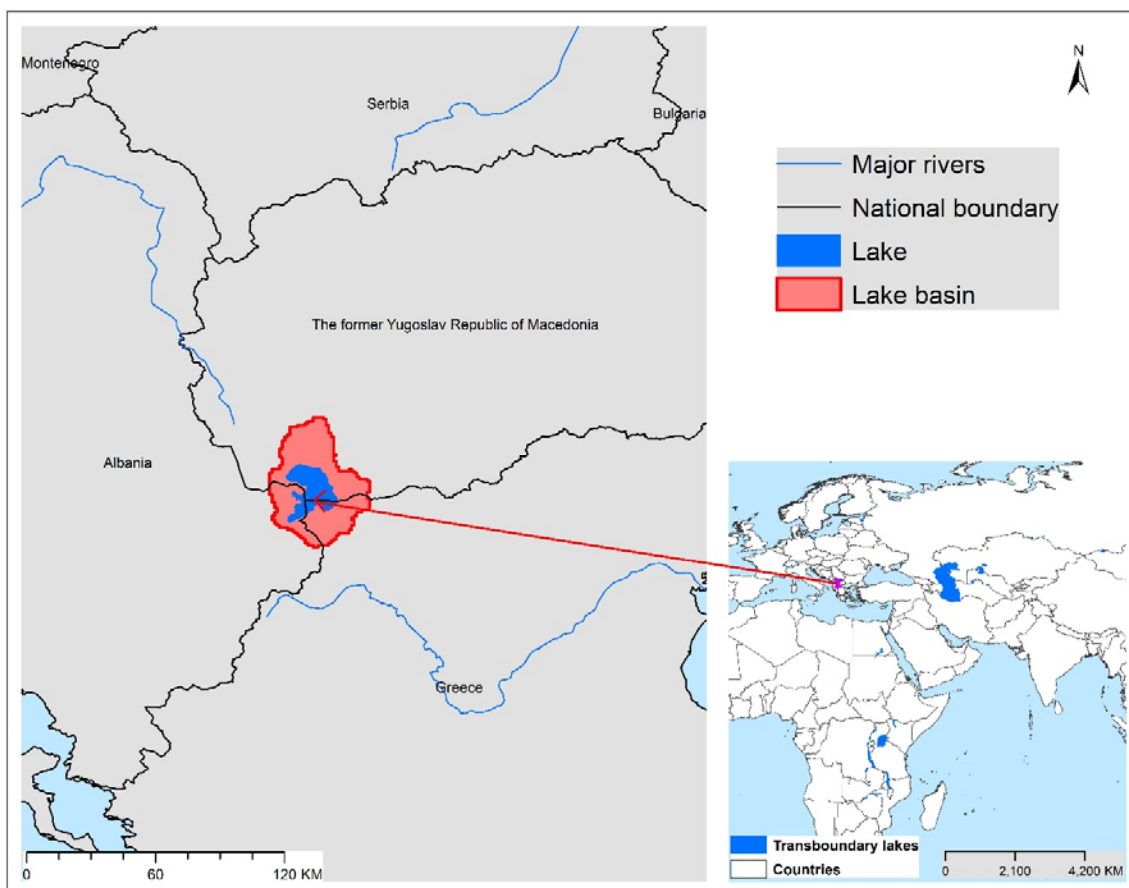 Montenegro
Serbia
Bulgaria
N
Major rivers
National boundary
Lake
Lake basin
The former Yugoslav Republic of Macedonia
Albania
Greece
0 60 120 KM
Transboundary lakes
Countries
0 2,100 4,200 KM